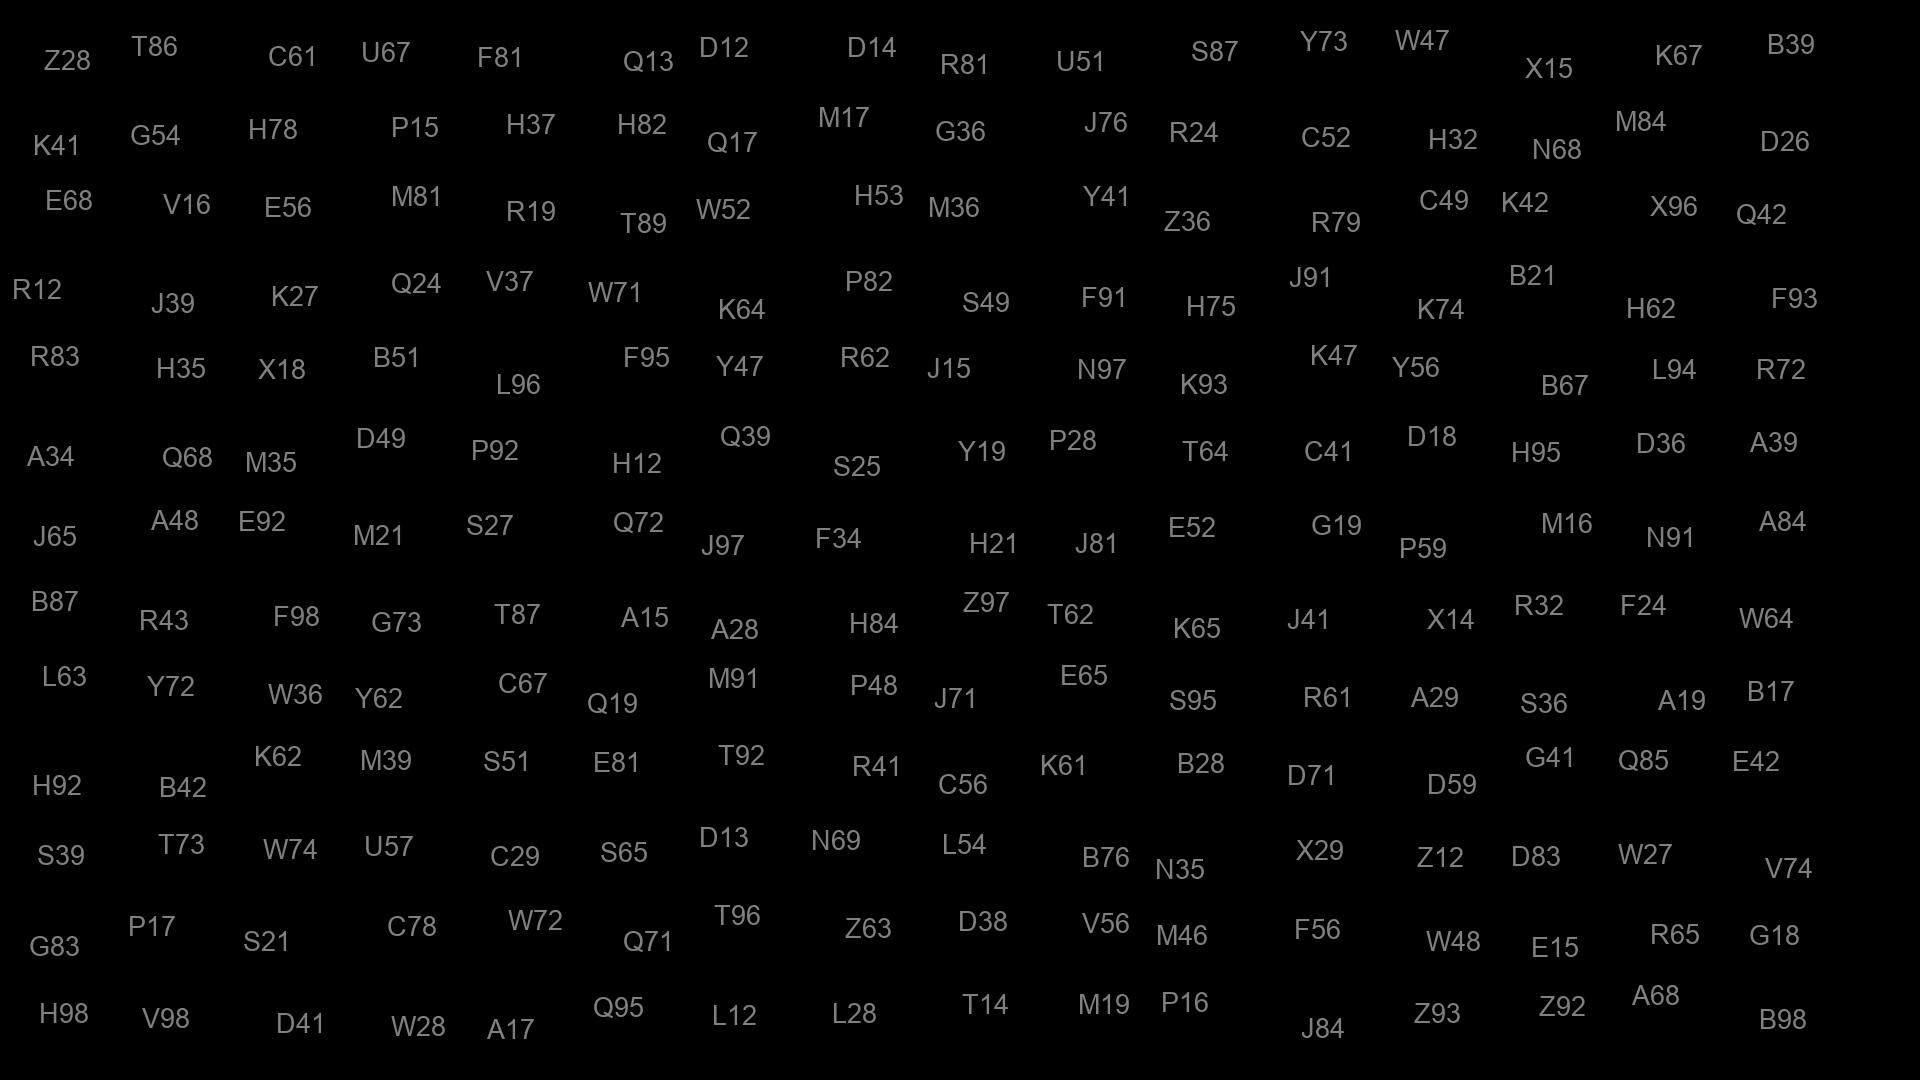 Z28 T86 C61 U67 F81 Q13 D12 D14 R81 U51 S87 Y73 W47 X15 K67 B39
K41 G54 H78 P15 H37 H82 Q17 M17 G36 J76 R24 C52 H32 N68 M84 D26
E68 V16 E56 M81 R19 T89 W52 H53 M36 Y41 Z36 R79 C49 K42 X96 Q42
R12 J39 K27 Q24 V37 W71 K64 P82 S49 F91 H75 J91 K74 B21 H62 F93
R83 H35 X18 B51 L96 F95 Y47 R62 J15 N97 K93 K47 Y56 B67 L94 R72
A34 Q68 M35 D49 P92 H12 Q39 S25 Y19 P28 T64 C41 D18 H95 D36 A39
J65 A48 E92 M21 S27 Q72 J97 F34 H21 J81 E52 G19 P59 M16 N91 A84
B87 R43 F98 G73 T87 A15 A28 H84 Z97 T62 K65 J41 X14 R32 F24 W64
L63 Y72 W36 Y62 C67 Q19 M91 P48 J71 E65 S95 R61 A29 S36 A19 B17
H92 B42 K62 M39 S51 E81 T92 R41 C56 K61 B28 D71 D59 G41 Q85 E42
S39 T73 W74 U57 C29 S65 D13 N69 L54 B76 N35 X29 Z12 D83 W27 V74
G83 P17 S21 C78 W72 Q71 T96 Z63 D38 V56 M46 F56 W48 E15 R65 G18
H98 V98 D41 W28 A17 Q95 L12 L28 T14 M19 P16 J84 Z93 Z92 A68 B98